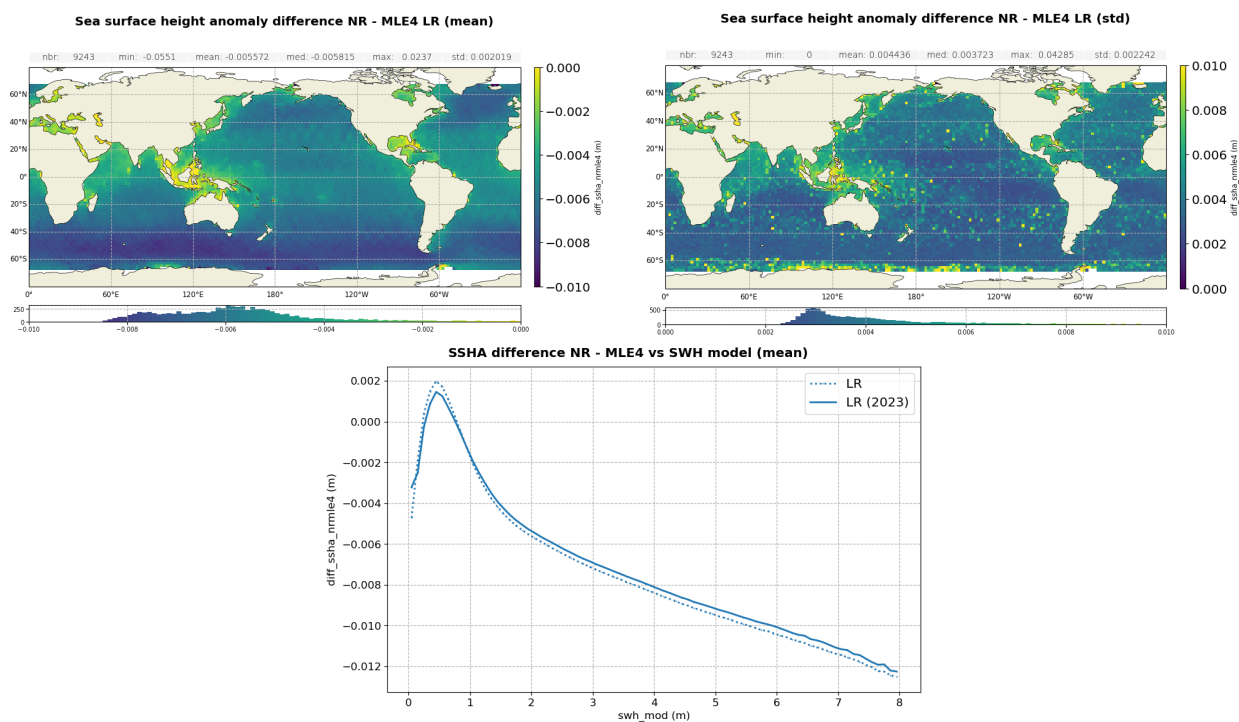 Sea surface height anomaly difference NR - MLE4 LR (mean)
nbr: 9243 min: -0.0551 mean: -0.005572 med: -0.005815 max: 0.0237 std: 0.002019
60°N
40°N
20°N
0°
20°S
40°S
60°S
0° 60°E 120°E 180° 120°W 60°W
0.000
−0.002
−0.004
−0.006
−0.008
−0.010
diff_ssha_nrmle4 (m)
250
0
−0.010 −0.008 −0.006 −0.004 −0.002 0.000
Sea surface height anomaly difference NR - MLE4 LR (std)
nbr: 9243 min: 0 mean: 0.004436 med: 0.003723 max: 0.04285 std: 0.002242
60°N
40°N
20°N
0°
20°S
40°S
60°S
0° 60°E 120°E 180° 120°W 60°W
0.010
0.008
0.006
0.004
0.002
0.000
diff_ssha_nrmle4 (m)
500
0
0.000 0.002 0.004 0.006 0.008 0.010
SSHA difference NR - MLE4 vs SWH model (mean)
LR
LR (2023)
0.002
0.000
−0.002
−0.004
−0.006
−0.008
−0.010
−0.012
diff_ssha_nrmle4 (m)
0 1 2 3 4 5 6 7 8
swh_mod (m)